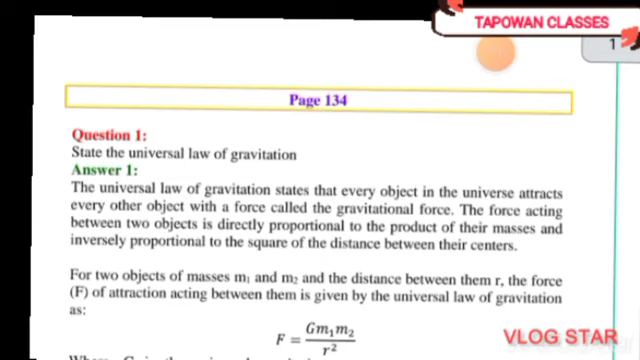 TAPOWAN CLASSES
1
Page 134
Question 1:
State the universal law of gravitation
Answer 1:
The universal law of gravitation states that every object in the universe attracts
every other object with a force called the gravitational force. The force acting
between two objects is directly proportional to the product of their masses and
inversely proportional to the square of the distance between their centers.
For two objects of masses m₁ and m₂ and the distance between them r, the force
(F) of attraction acting between them is given by the universal law of gravitation
as:
F = Gm₁m₂ / r²
VLOG STAR